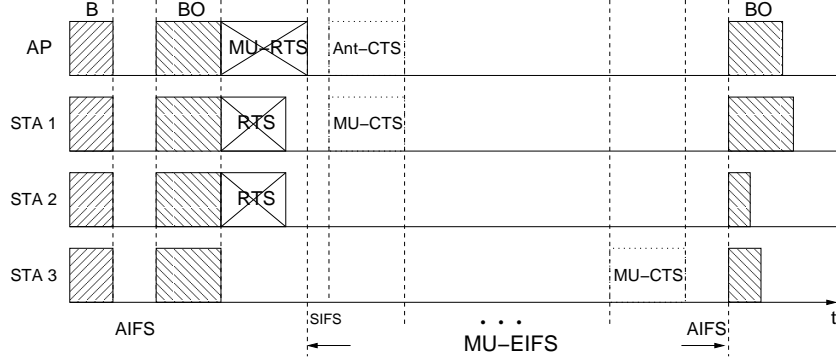 B BO BO
AP MU−RTS Ant−CTS
STA 1 RTS MU−CTS
STA 2 RTS
STA 3 MU−CTS
AIFS SIFS . . . AIFS t
MU−EIFS